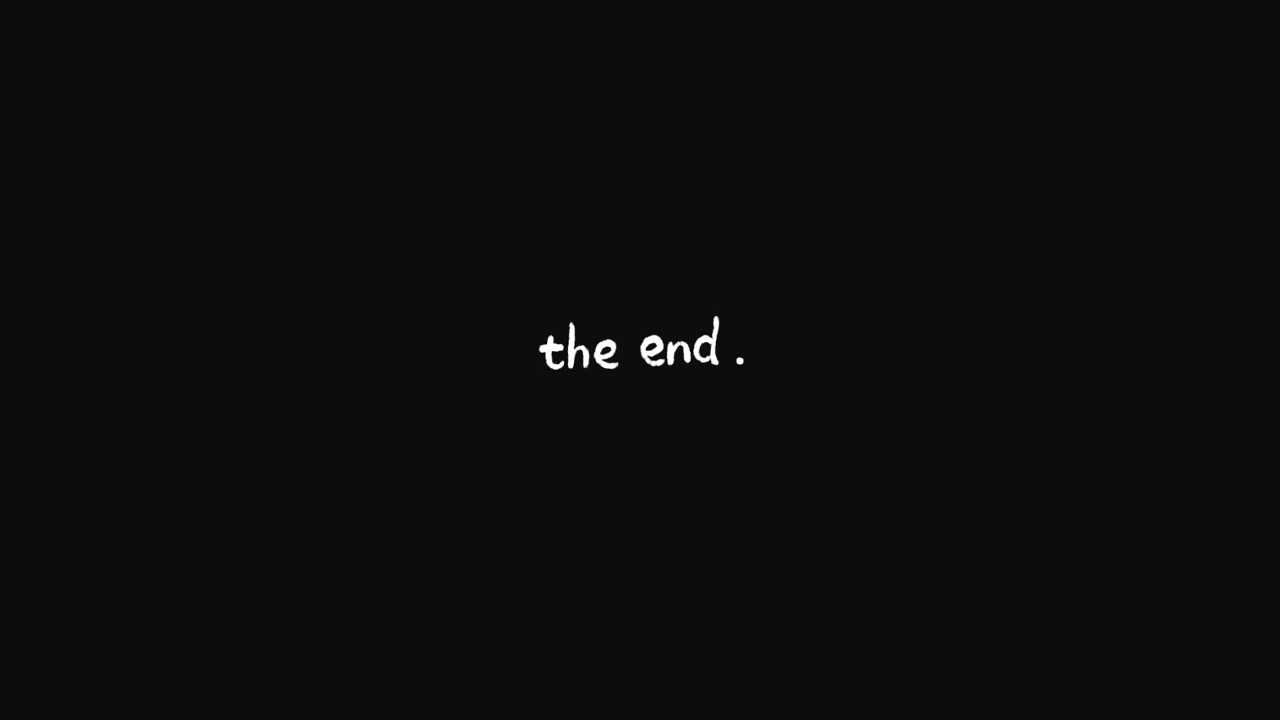 the end .